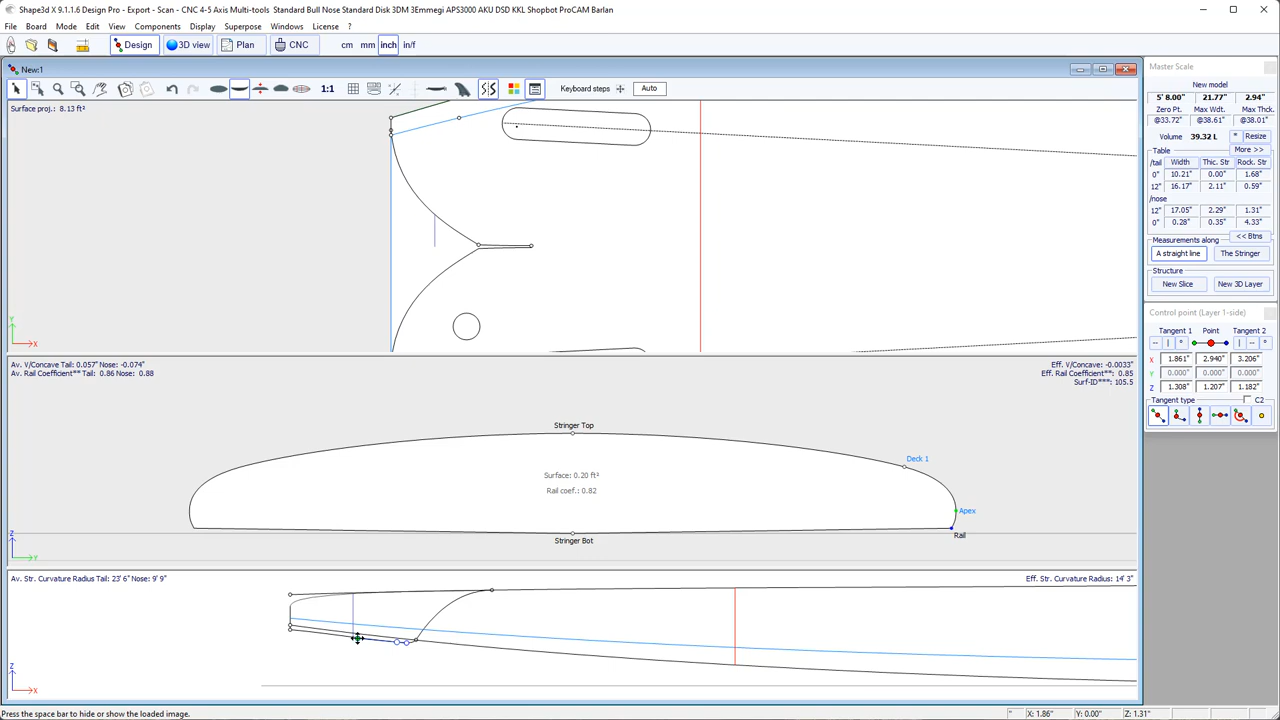 Shape3d X 9.1.1.6 Design Pro - Export - Scan - CNC 4-5 Axis Multi-tools  Standard Bull Nose Standard Disk 3DM 3Emmegi APS3000 AKU DSD KKL Shopbot ProCAM Barlan
File Edit Mode View Components Display Superpose Windows License ?
Design 3D view Plan CNC cm mm inch in/f
New:1
1:1 Keyboard steps Auto
Surface proj.: 8.13 ft²
Y
X
Av. V/Concave Tail: 0.057" Nose: -0.074"
Av. Rail Coefficient** Tail: 0.86 Nose: 0.88
Eff. V/Concave: -0.0033"
Eff. Rail Coefficient**: 0.85
Surf-ID***: 105.5
Stringer Top
Deck 1
Surface: 0.20 ft²
Rail coef.: 0.82
Apex
Rail
Stringer Bot
Z
Y
Av. Str. Curvature Radius Tail: 23' 6" Nose: 9' 9"
Eff. Str. Curvature Radius: 14' 3"
Z
X
Master Scale
New model
5' 8.00" 21.77" 2.94"
Zero Pt. Max Wdt. Max Thck.
@33.72" @38.61" @38.01"
Volume 39.32 L * Resize
Table More >>
/tail Width Thic. Str Rock. Str
0" 10.21" 0.00" 1.68"
12" 16.17" 2.11" 0.59"
/nose
12" 17.05" 2.29" 1.31"
0" 0.28" 0.35" 4.33"
<< Btns
Measurements along
A straight line The Stringer
Structure
New Slice New 3D Layer
Control point (Layer 1-side)
Tangent 1 Point Tangent 2
X 1.861" 2.940" 3.206"
Y 0.000" 0.000" 0.000"
Z 1.308" 1.207" 1.182"
Tangent type C2
Press the space bar to hide or show the loaded image.
" X: 1.86" Y: 0.00" Z: 1.31"